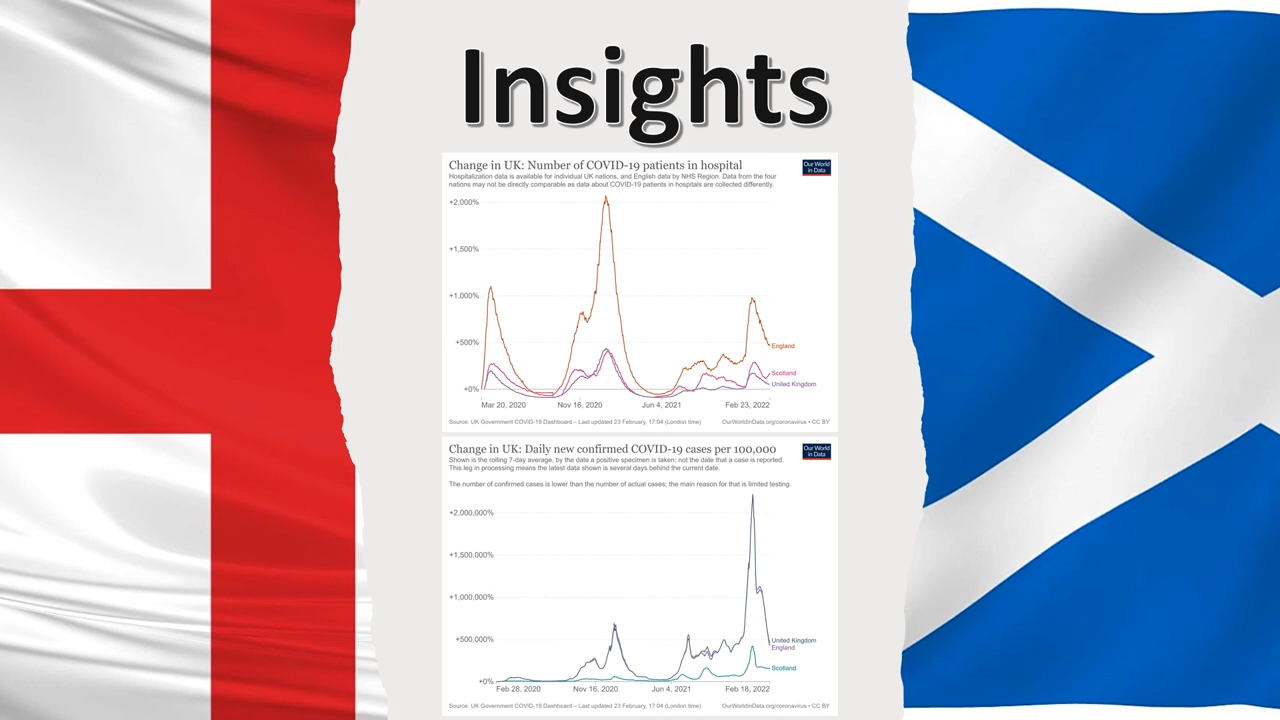 Insights
Change in UK: Number of COVID-19 patients in hospital
Our World
in Data
Hospitalization data is available for individual UK nations, and English data by NHS Region. Data from the four
nations may not be directly comparable as data about COVID-19 patients in hospitals are collected differently.
+2,000%
+1,500%
+1,000%
+500%
+0%
England
Scotland
United Kingdom
Mar 20, 2020
Nov 16, 2020
Jun 4, 2021
Feb 23, 2022
Source: UK Government COVID-19 Dashboard – Last updated 23 February, 17:04 (London time)
OurWorldInData.org/coronavirus • CC BY
Change in UK: Daily new confirmed COVID-19 cases per 100,000
Our World
in Data
Shown is the rolling 7-day average, by the date a positive specimen is taken; not the date that a case is reported.
This leg in processing means the latest data shown is several days behind the current date.
The number of confirmed cases is lower than the number of actual cases; the main reason for that is limited testing.
+2,000,000%
+1,500,000%
+1,000,000%
+500,000%
+0%
United Kingdom
England
Scotland
Feb 28, 2020
Nov 16, 2020
Jun 4, 2021
Feb 18, 2022
Source: UK Government COVID-19 Dashboard – Last updated 23 February, 17:04 (London time)
OurWorldInData.org/coronavirus • CC BY